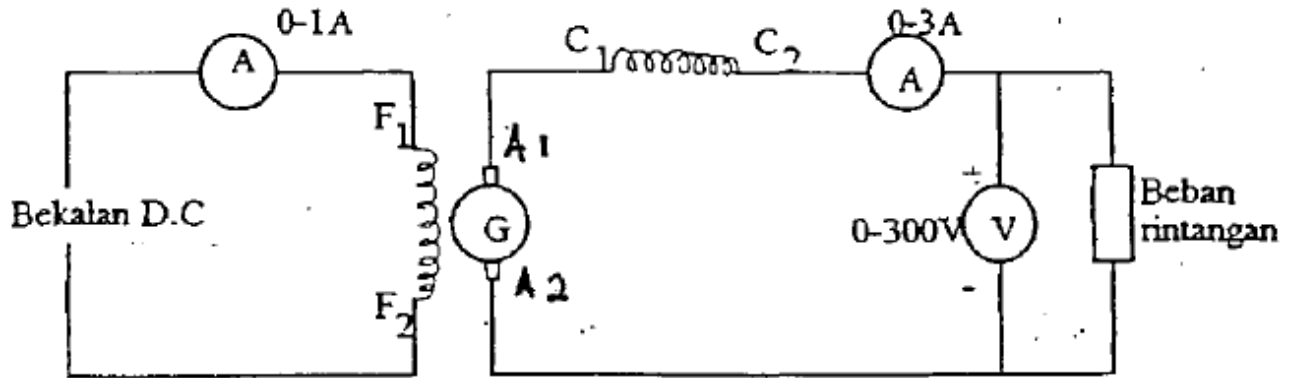 0-1A
A
F1
F2
Bekalan D.C
A1
G
A2
C1
C2
0-3A
A
+
0-300V
V
-
Beban
rintangan